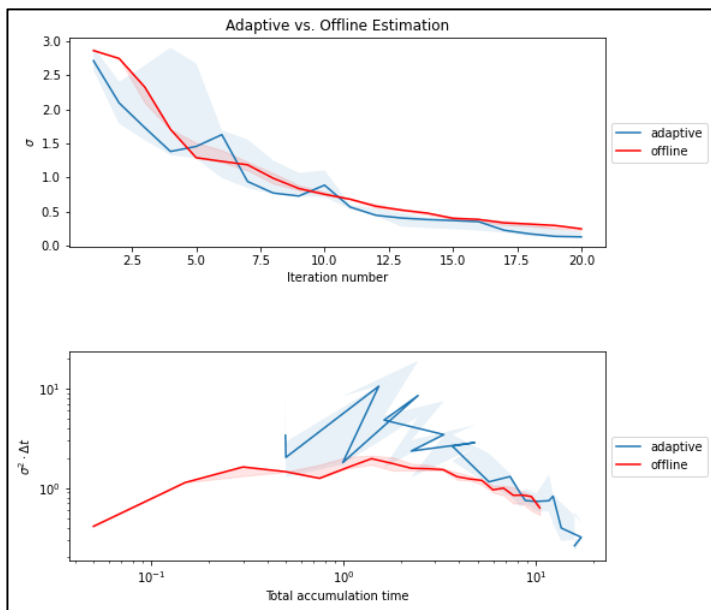 Adaptive vs. Offline Estimation
3.0
2.5
2.0
1.5
1.0
0.5
0.0
σ
2.5 5.0 7.5 10.0 12.5 15.0 17.5 20.0
Iteration number
adaptive
offline
10¹
10⁰
σ² · Δt
10⁻¹ 10⁰ 10¹
Total accumulation time
adaptive
offline